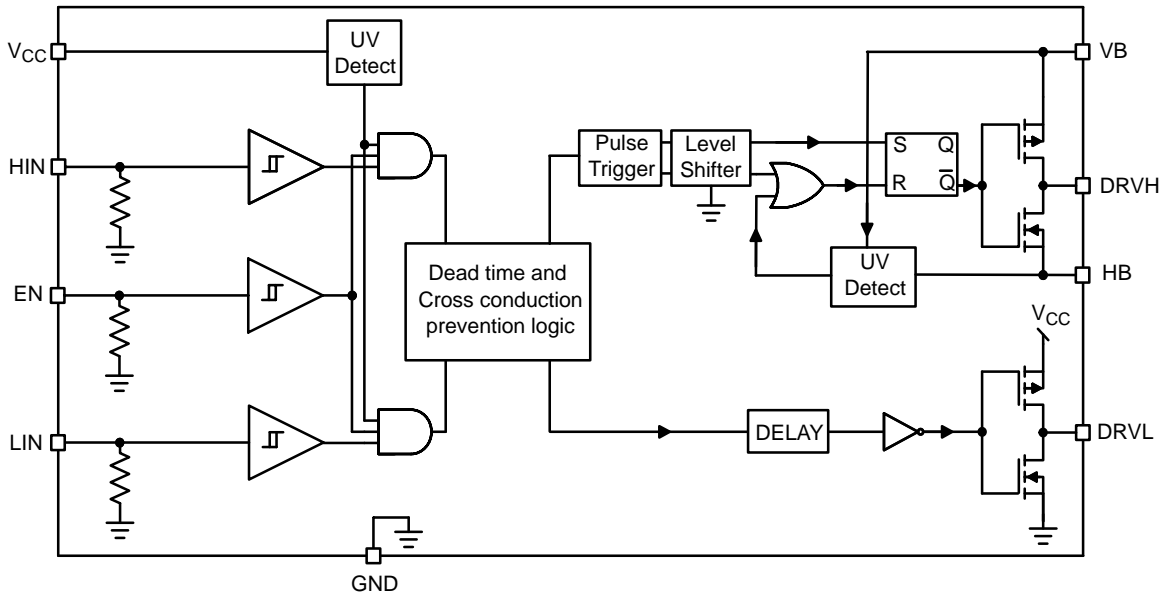 VCC
UV
Detect
VB
HIN
Pulse
Trigger
Level
Shifter
S Q
R Q̅
DRVH
EN
Dead time and
Cross conduction
prevention logic
UV
Detect
HB
VCC
LIN
DELAY
DRVL
GND